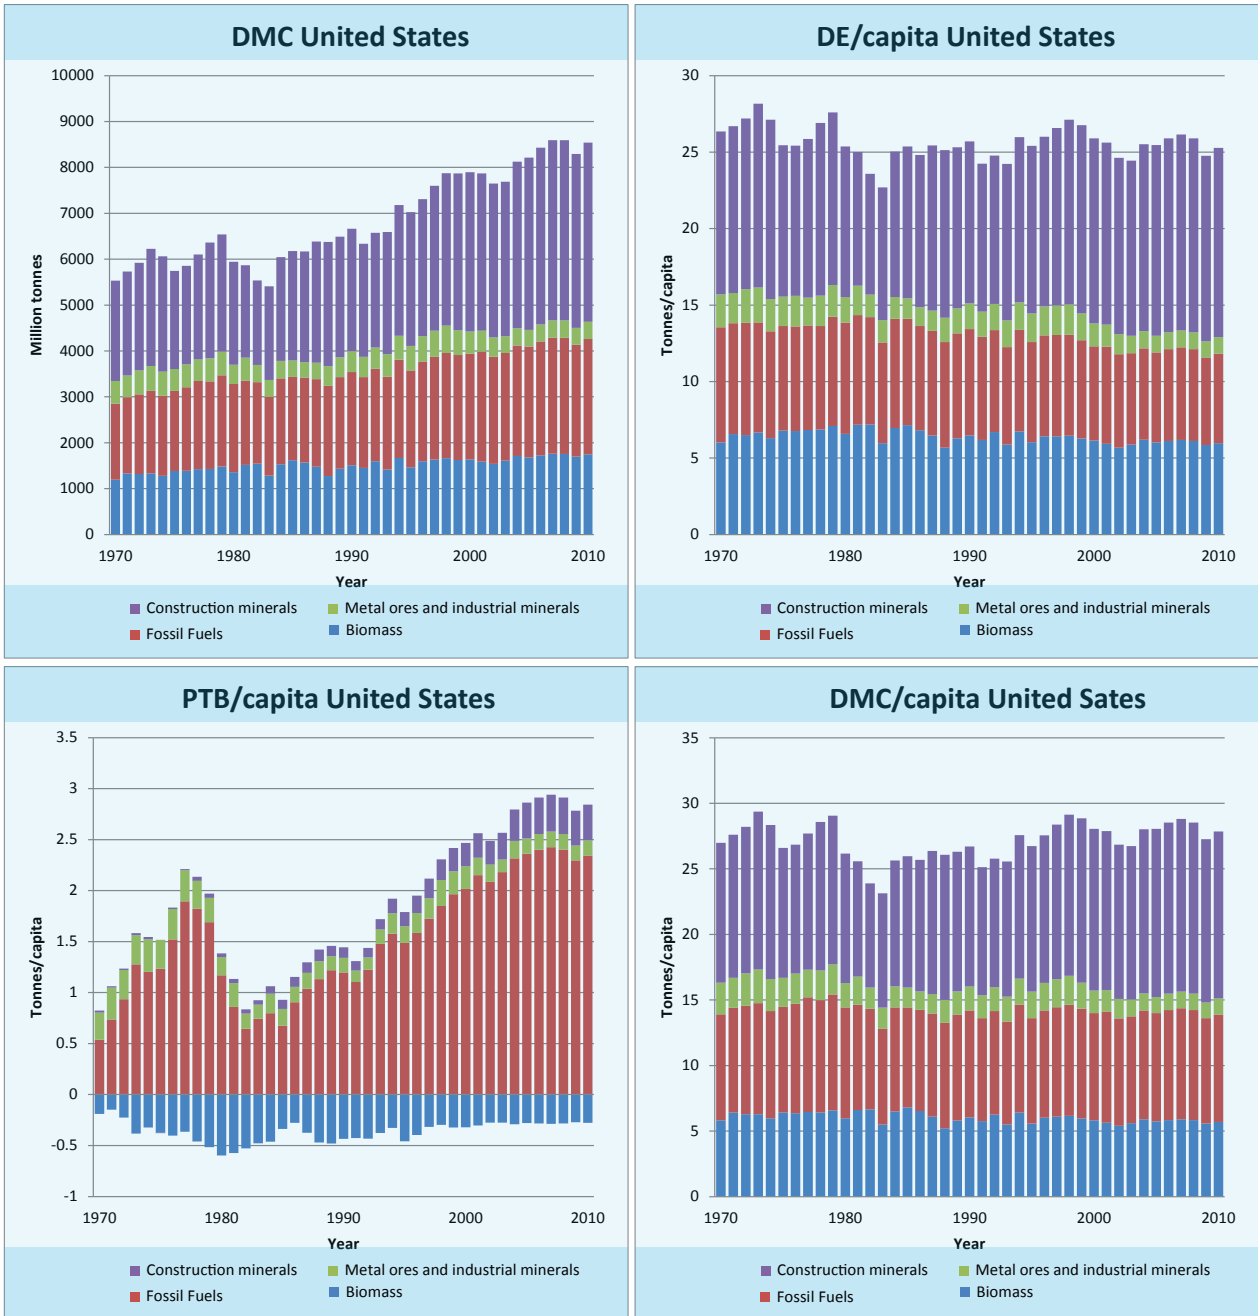 DMC United States
10000
9000
8000
7000
6000
5000
4000
3000
2000
1000
0
Million tonnes
1970 1980 1990 2000 2010
Year
Construction minerals Metal ores and industrial minerals
Fossil Fuels Biomass
DE/capita United States
30
25
20
15
10
5
0
Tonnes/capita
1970 1980 1990 2000 2010
Year
Construction minerals Metal ores and industrial minerals
Fossil Fuels Biomass
PTB/capita United States
3.5
3
2.5
2
1.5
1
0.5
0
-0.5
-1
Tonnes/capita
1970 1980 1990 2000 2010
Year
Construction minerals Metal ores and industrial minerals
Fossil Fuels Biomass
DMC/capita United Sates
35
30
25
20
15
10
5
0
Tonnes/capita
1970 1980 1990 2000 2010
Year
Construction minerals Metal ores and industrial minerals
Fossil Fuels Biomass